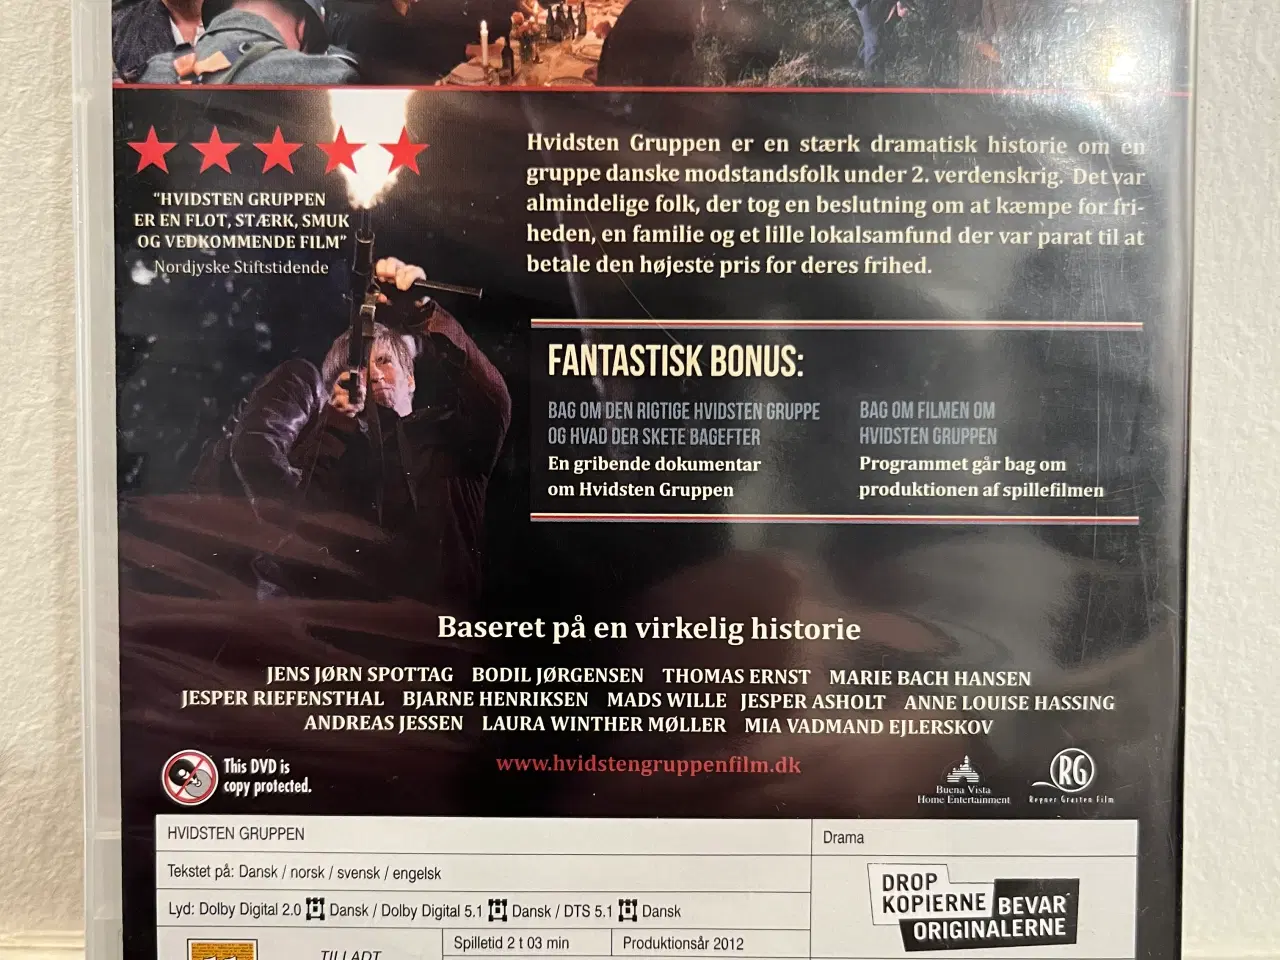 "HVIDSTEN GRUPPEN
ER EN FLOT, STÆRK, SMUK
OG VEDKOMMENDE FILM"
Nordjyske Stiftstidende
Hvidsten Gruppen er en stærk dramatisk historie om en
gruppe danske modstandsfolk under 2. verdenskrig. Det var
almindelige folk, der tog en beslutning om at kæmpe for fri-
heden, en familie og et lille lokalsamfund der var parat til at
betale den højeste pris for deres frihed.
FANTASTISK BONUS:
BAG OM DEN RIGTIGE HVIDSTEN GRUPPE
OG HVAD DER SKETE BAGEFTER
En gribende dokumentar
om Hvidsten Gruppen
BAG OM FILMEN OM
HVIDSTEN GRUPPEN
Programmet går bag om
produktionen af spillefilmen
Baseret på en virkelig historie
JENS JØRN SPOTTAG BODIL JØRGENSEN THOMAS ERNST MARIE BACH HANSEN
JESPER RIEFENSTHAL BJARNE HENRIKSEN MADS WILLE JESPER ASHOLT ANNE LOUISE HASSING
ANDREAS JESSEN LAURA WINTHER MØLLER MIA VADMAND EJLERSKOV
This DVD is
copy protected.
www.hvidstengruppenfilm.dk
Buena Vista
Home Entertainment
RG
Regner Grasten Film
HVIDSTEN GRUPPEN
Drama
Tekstet på: Dansk / norsk / svensk / engelsk
Lyd: Dolby Digital 2.0 Dansk / Dolby Digital 5.1 Dansk / DTS 5.1 Dansk
DROP
KOPIERNE BEVAR
ORIGINALERNE
TILLADT
Spilletid 2 t 03 min
Produktionsår 2012